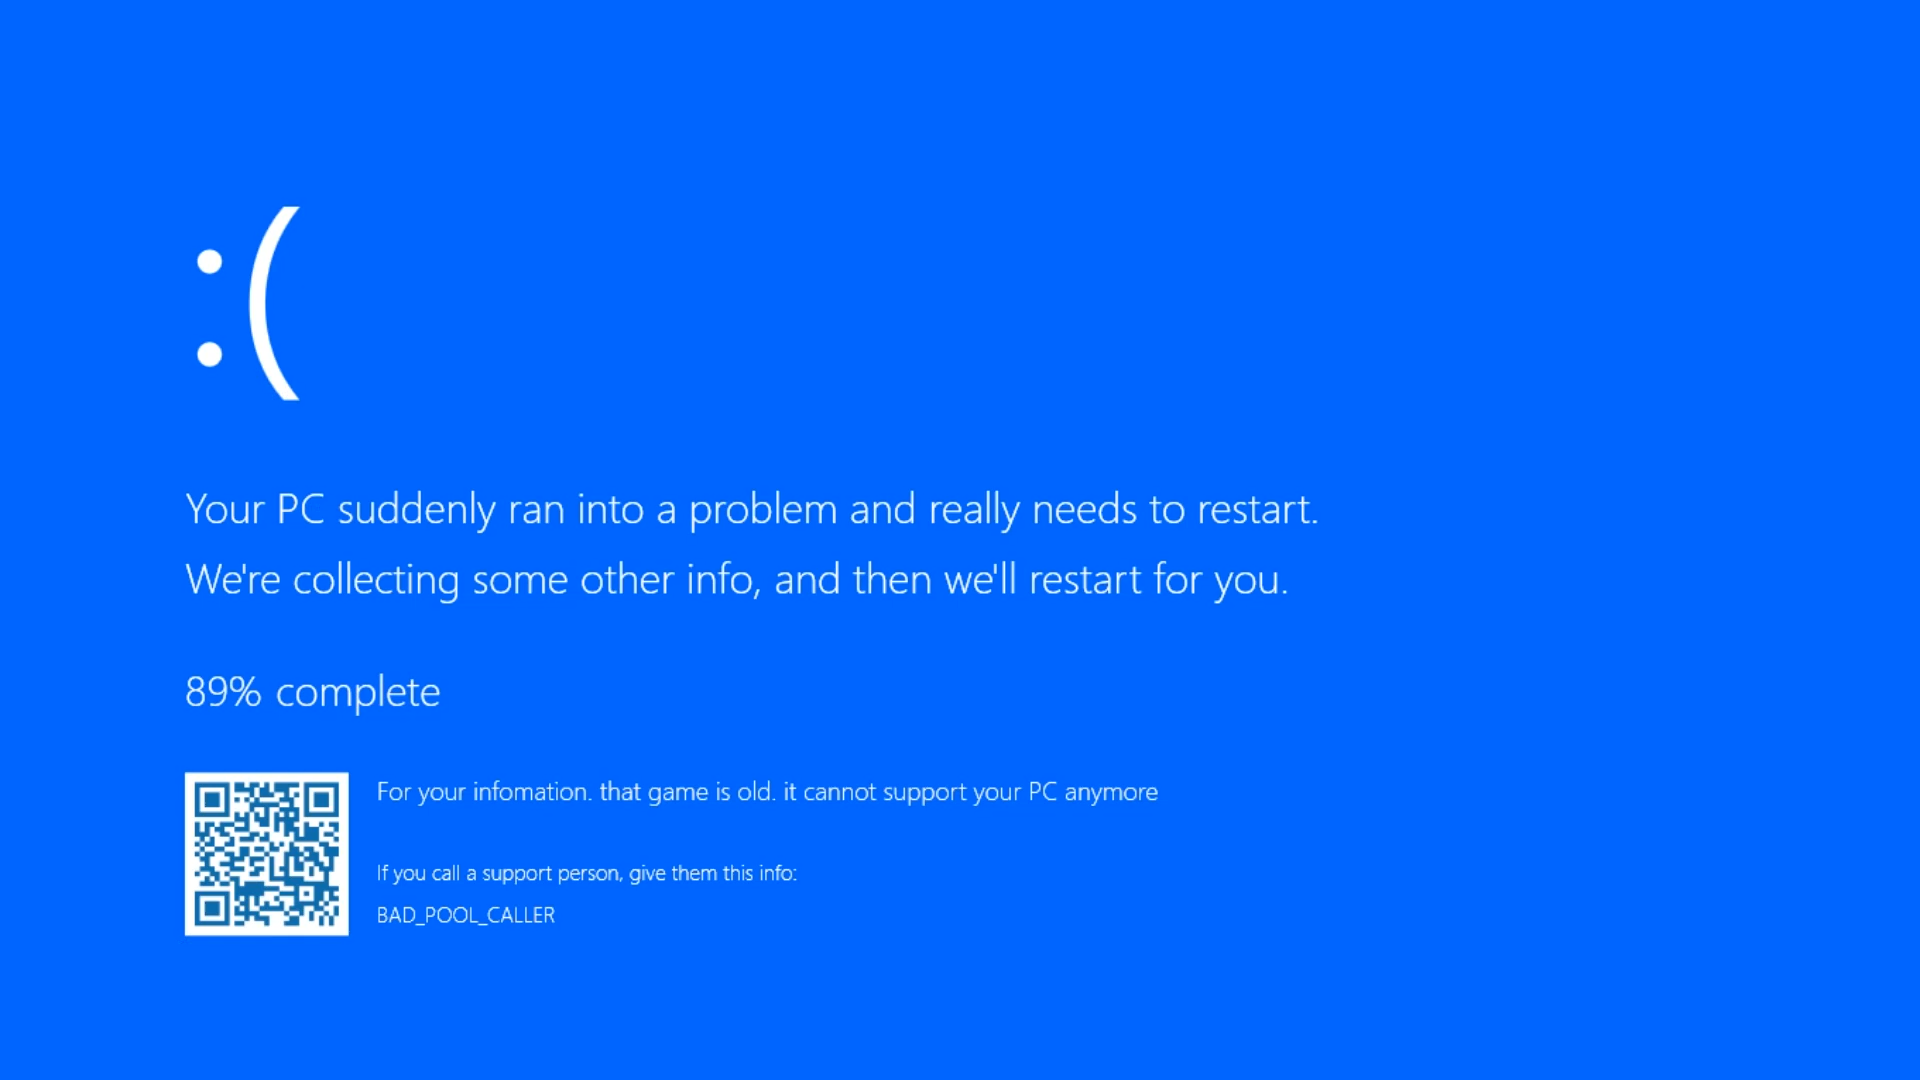 :(
Your PC suddenly ran into a problem and really needs to restart.
We're collecting some other info, and then we'll restart for you.
89% complete
For your infomation. that game is old. it cannot support your PC anymore
If you call a support person, give them this info:
BAD_POOL_CALLER